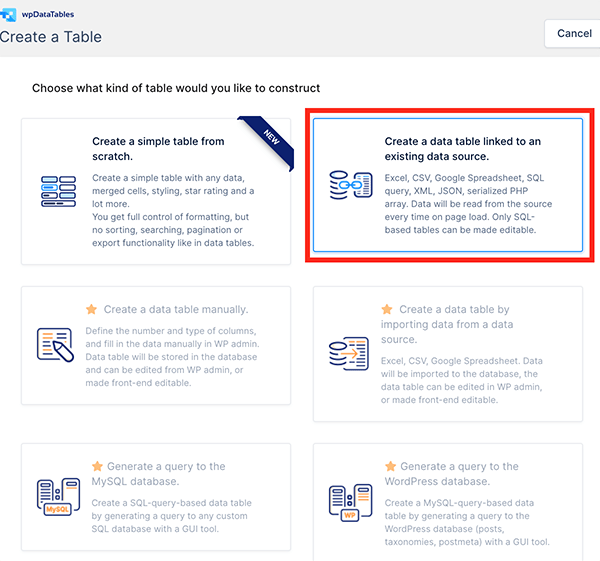 wpDataTables
Create a Table
Cancel
Choose what kind of table would you like to construct
Create a simple table from
scratch.
NEW
Create a simple table with any data,
merged cells, styling, star rating and a
lot more.
You get full control of formatting, but
no sorting, searching, pagination or
export functionality like in data tables.
Create a data table linked to an
existing data source.
Excel, CSV, Google Spreadsheet, SQL
query, XML, JSON, serialized PHP
array. Data will be read from the source
every time on page load. Only SQL-
based tables can be made editable.
Create a data table manually.
Define the number and type of columns,
and fill in the data manually in WP admin.
Data table will be stored in the database
and can be edited from WP admin, or
made front-end editable.
Create a data table by
importing data from a data
source.
Excel, CSV, Google Spreadsheet. Data
will be imported to the database, the
data table can be edited in WP admin,
or made front-end editable.
Generate a query to the
MySQL database.
MySQL
Create a SQL-query-based data table
by generating a query to any custom
SQL database with a GUI tool.
Generate a query to the
WordPress database.
WP
Create a MySQL-query-based data
table by generating a query to the
WordPress database (posts,
taxonomies, postmeta) with a GUI tool.